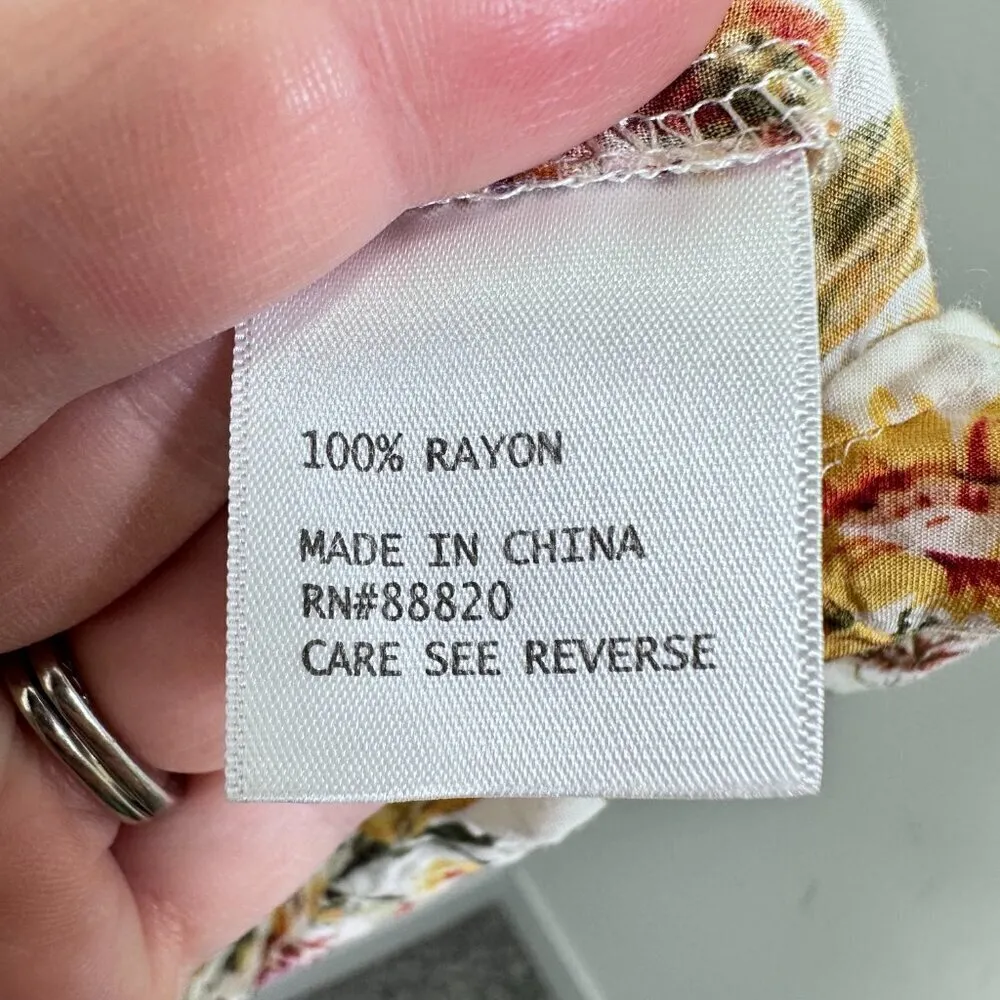 100% RAYON
MADE IN CHINA
RN#88820
CARE SEE REVERSE